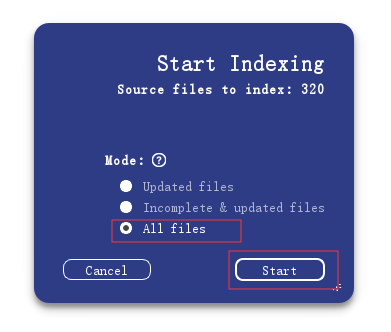 Start Indexing
Source files to index: 320
Mode: ?
Updated files
Incomplete & updated files
All files
Cancel
Start